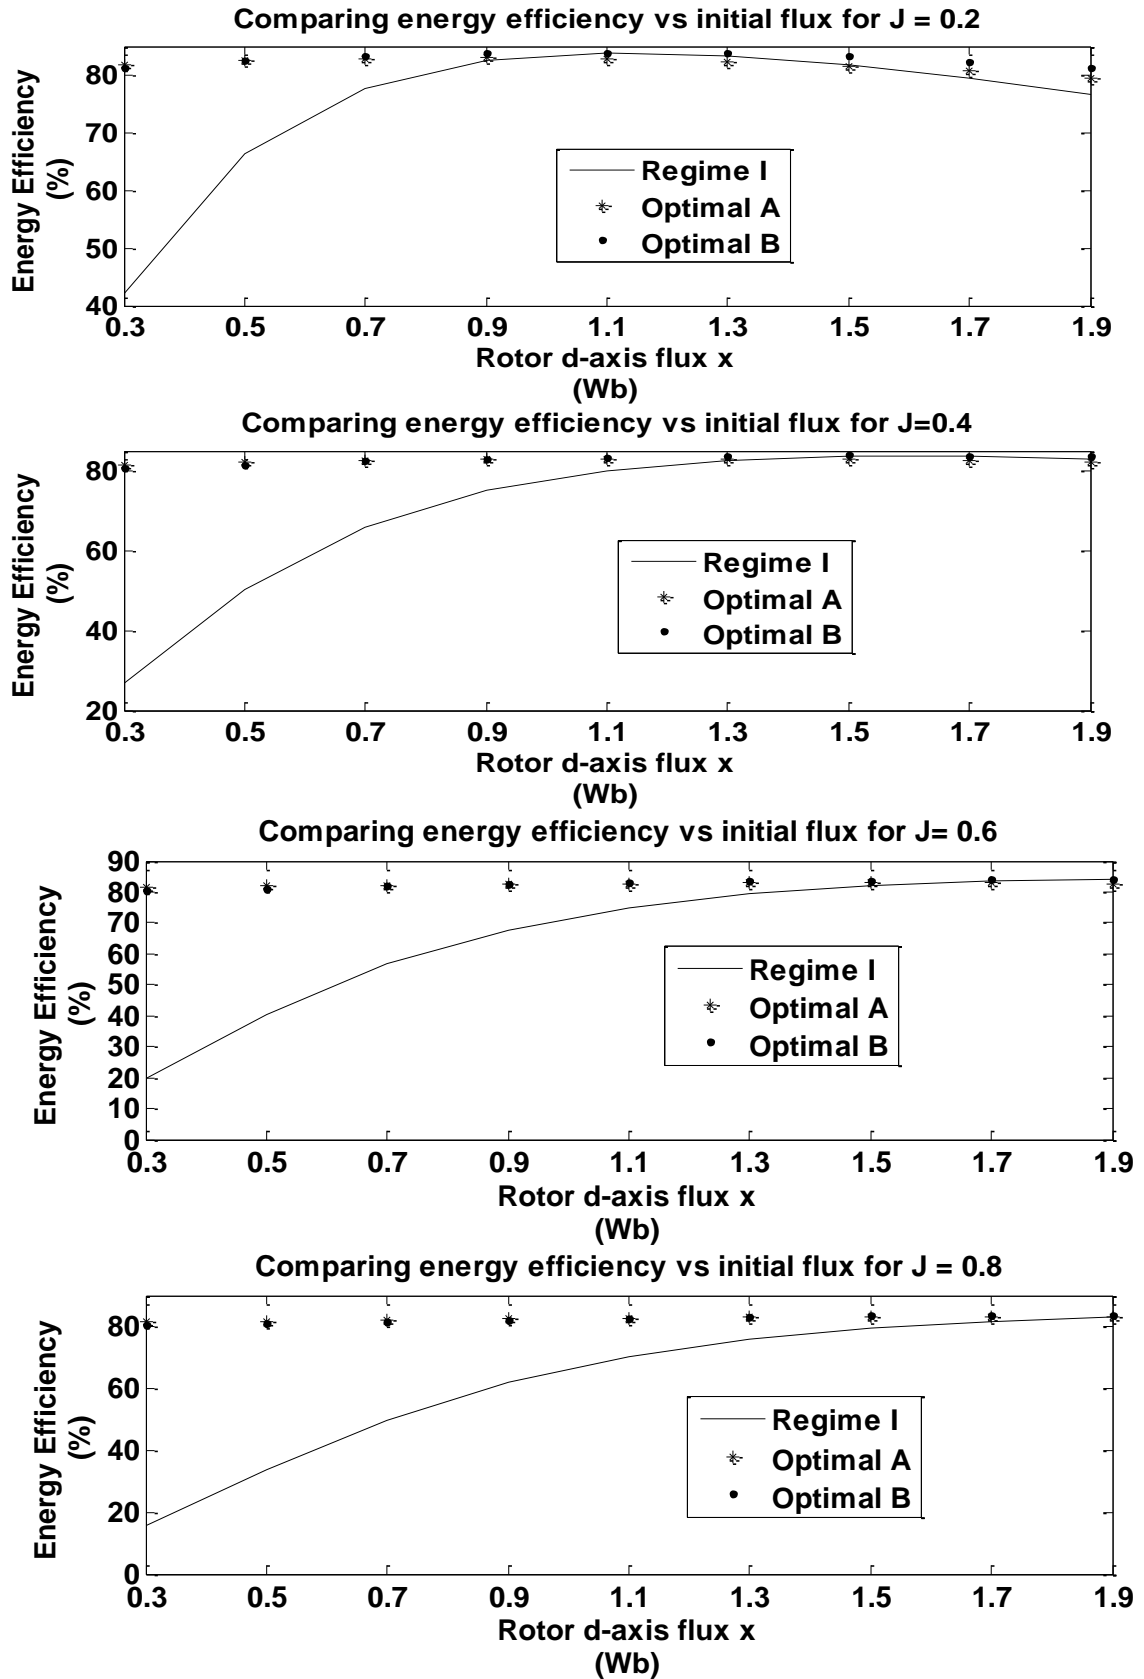 Comparing energy efficiency vs initial flux for J = 0.2
Energy Efficiency
(%)
80
70
60
50
40
Regime I
Optimal A
Optimal B
0.3 0.5 0.7 0.9 1.1 1.3 1.5 1.7 1.9
Rotor d-axis flux x
(Wb)
Comparing energy efficiency vs initial flux for J=0.4
Energy Efficiency
(%)
80
60
40
20
Regime I
Optimal A
Optimal B
0.3 0.5 0.7 0.9 1.1 1.3 1.5 1.7 1.9
Rotor d-axis flux x
(Wb)
Comparing energy efficiency vs initial flux for J= 0.6
Energy Efficiency
(%)
90
80
70
60
50
40
30
20
10
0
Regime I
Optimal A
Optimal B
0.3 0.5 0.7 0.9 1.1 1.3 1.5 1.7 1.9
Rotor d-axis flux x
(Wb)
Comparing energy efficiency vs initial flux for J = 0.8
Energy Efficiency
(%)
80
60
40
20
0
Regime I
Optimal A
Optimal B
0.3 0.5 0.7 0.9 1.1 1.3 1.5 1.7 1.9
Rotor d-axis flux x
(Wb)